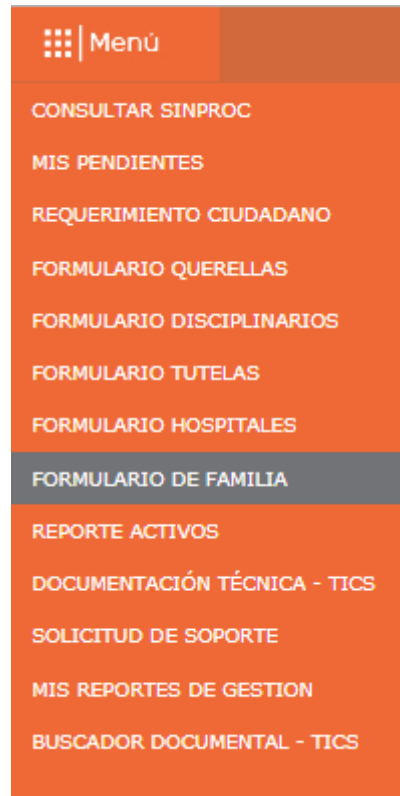 Menú
CONSULTAR SINPROC
MIS PENDIENTES
REQUERIMIENTO CIUDADANO
FORMULARIO QUERELLAS
FORMULARIO DISCIPLINARIOS
FORMULARIO TUTELAS
FORMULARIO HOSPITALES
FORMULARIO DE FAMILIA
REPORTE ACTIVOS
DOCUMENTACIÓN TÉCNICA - TICS
SOLICITUD DE SOPORTE
MIS REPORTES DE GESTION
BUSCADOR DOCUMENTAL - TICS